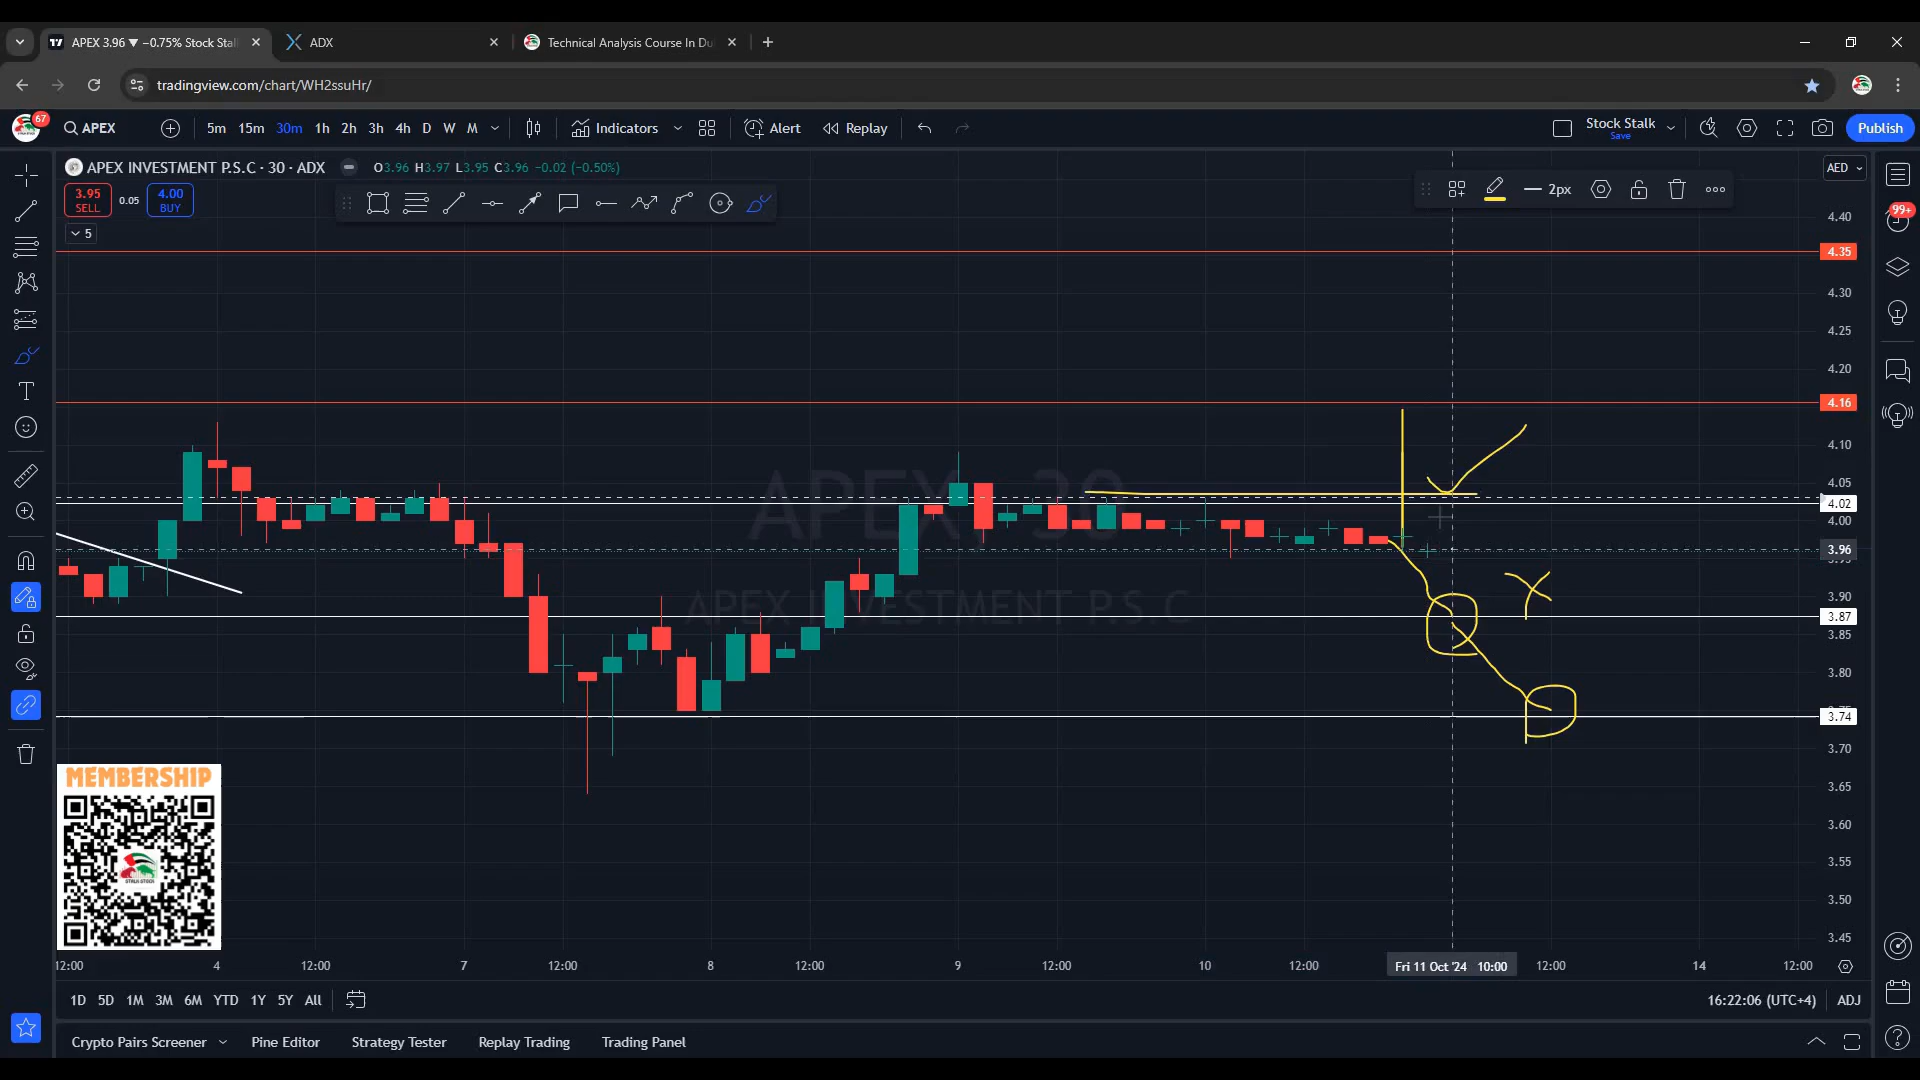 APEX 3.96 ▼ −0.75% Stock Stal
ADX
Technical Analysis Course In Du
tradingview.com/chart/WH2ssuHr/
67
APEX
5m 15m 30m 1h 2h 3h 4h D W M
Indicators
Alert
Replay
Stock Stalk
Save
Publish
APEX INVESTMENT P.S.C · 30 · ADX
O3.96 H3.97 L3.95 C3.96 −0.02 (−0.50%)
AED
3.95
SELL
0.05
4.00
BUY
2px
5
99+
4.40
4.35
4.30
4.25
4.20
4.16
4.10
4.05
4.02
4.00
3.96
3.95
3.90
3.87
3.85
3.80
3.74
3.70
3.65
3.60
3.55
3.50
3.45
APEX, 30
APEX INVESTMENT P.S.C
MEMBERSHIP
12:00 4 12:00 7 12:00 8 12:00 9 12:00 10 12:00 Fri 11 Oct '24 10:00 12:00 14 12:00
1D 5D 1M 3M 6M YTD 1Y 5Y All
16:22:06 (UTC+4) ADJ
Crypto Pairs Screener Pine Editor Strategy Tester Replay Trading Trading Panel